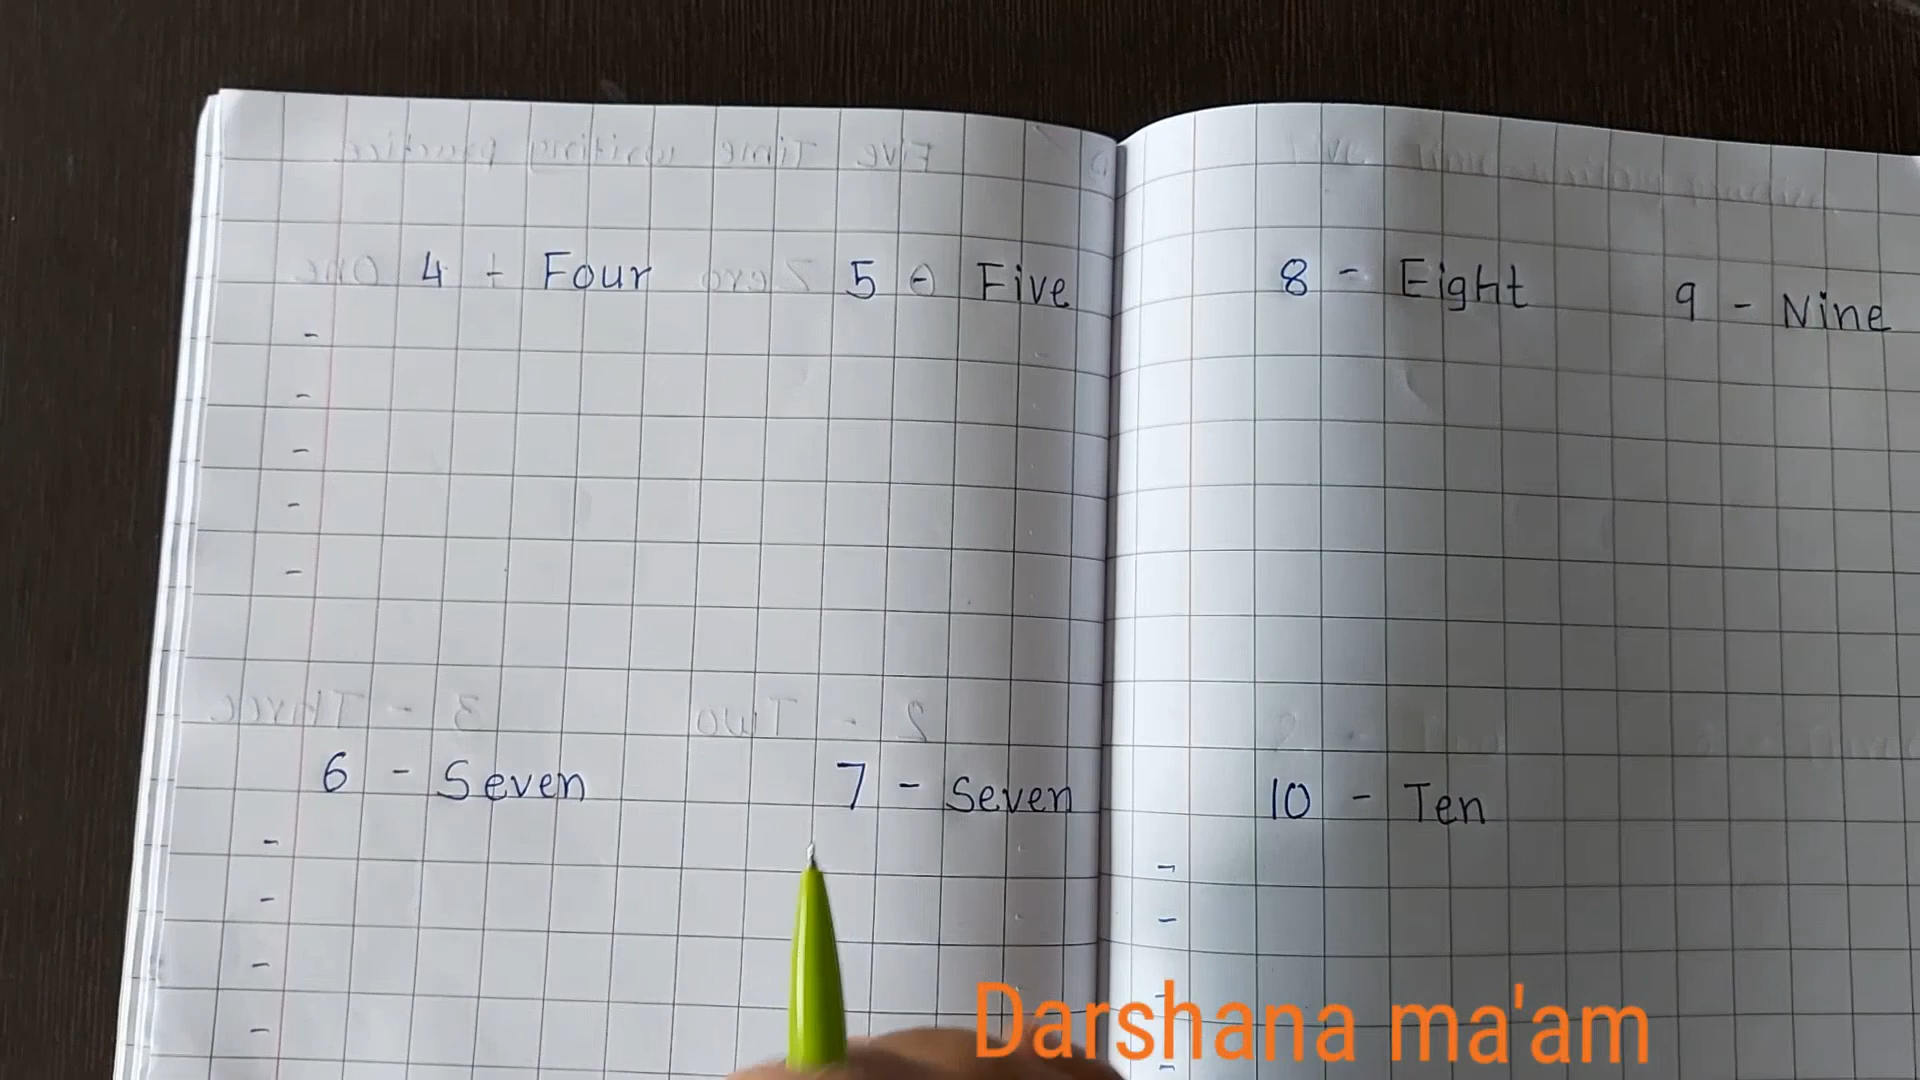 4 - Four 5 - Five
6 - Seven 7 - Seven
8 - Eight 9 - Nine
10 - Ten
Darshana ma'am